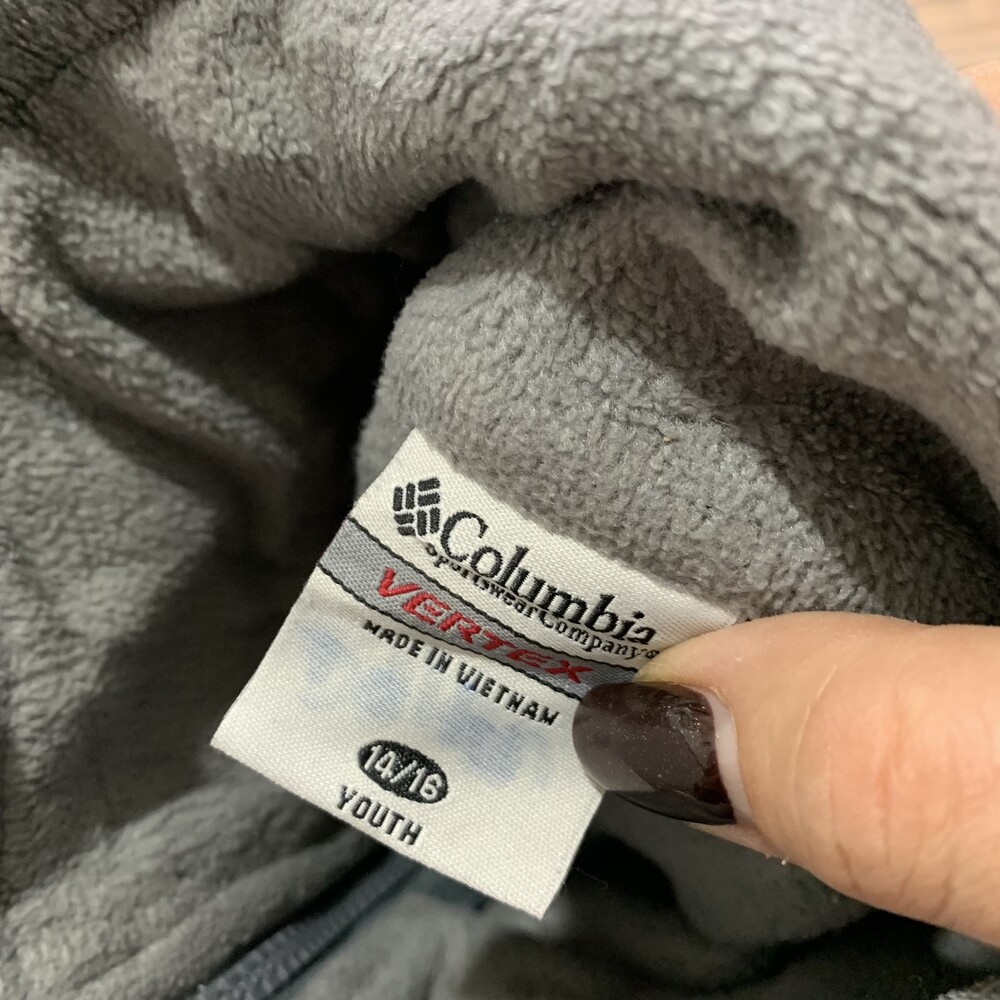 Columbia
Sportswear Company®
VERTEX
MADE IN VIETNAM
14/16
YOUTH